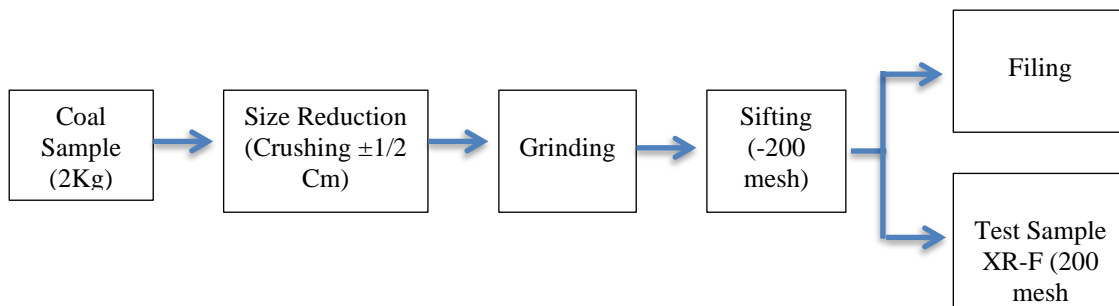 Coal
Sample
(2Kg)
Size Reduction
(Crushing ±1/2
Cm)
Grinding
Sifting
(-200
mesh)
Filing
Test Sample
XR-F (200
mesh